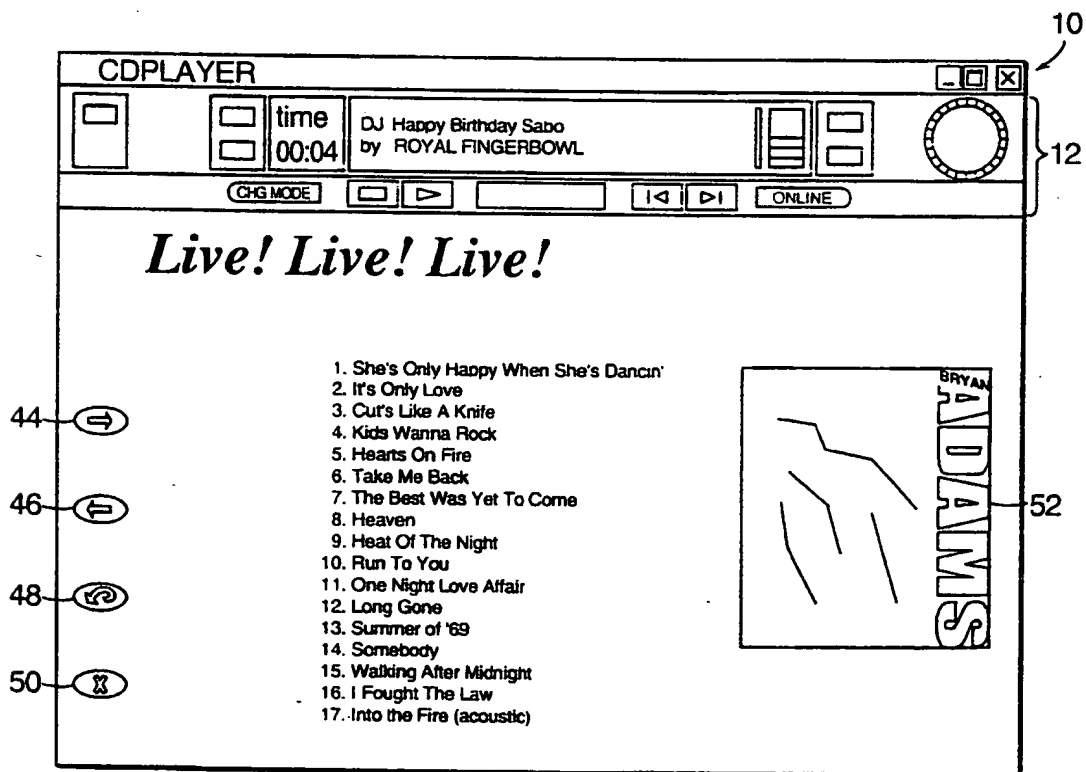 10
CDPLAYER
time
00:04
DJ Happy Birthday Sabo
by ROYAL FINGERBOWL
12
CHG MODE
ONLINE
Live! Live! Live!
1. She's Only Happy When She's Dancin'
2. It's Only Love
3. Cut's Like A Knife
4. Kids Wanna Rock
5. Hearts On Fire
6. Take Me Back
7. The Best Was Yet To Come
8. Heaven
9. Heat Of The Night
10. Run To You
11. One Night Love Affair
12. Long Gone
13. Summer of '69
14. Somebody
15. Walking After Midnight
16. I Fought The Law
17. Into the Fire (acoustic)
44
46
48
50
BRYAN
ADAMS
52